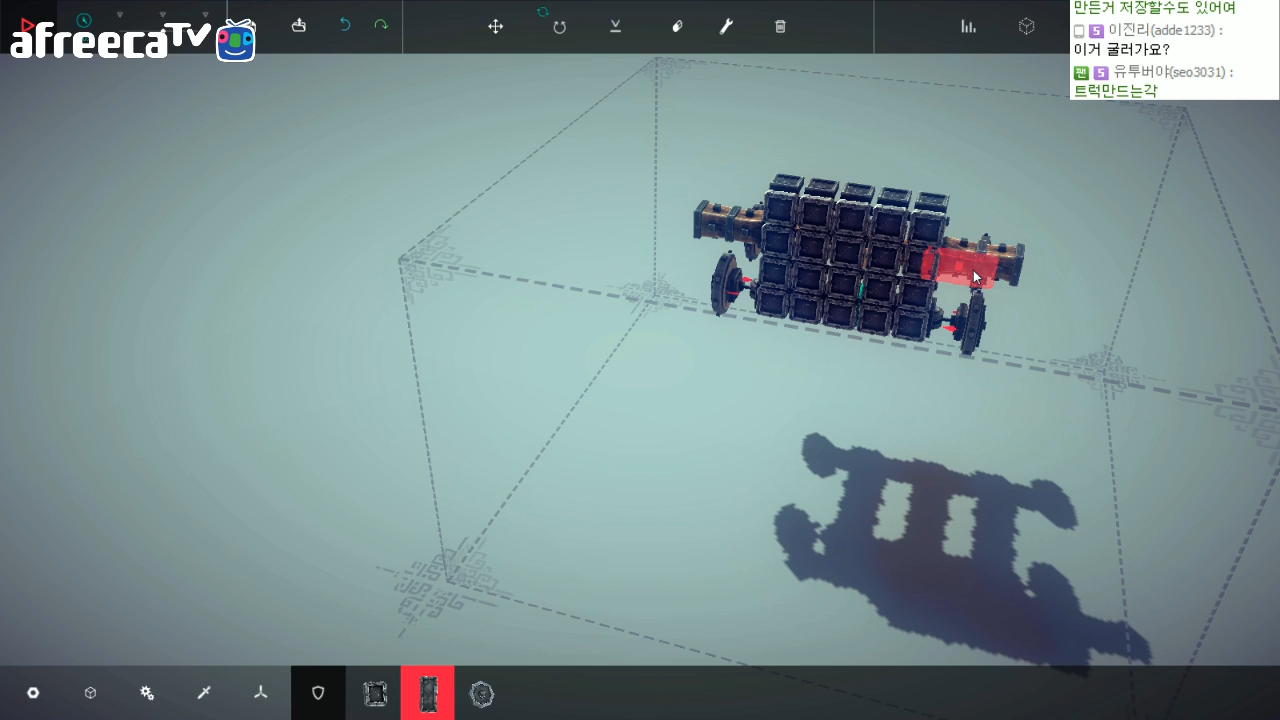 afreecaTV
만든거 저장할수도 있어여
S 이진리(adde1233) :
이거 굴러가요?
팬 S 유투버야(seo3031) :
트럭만드는각